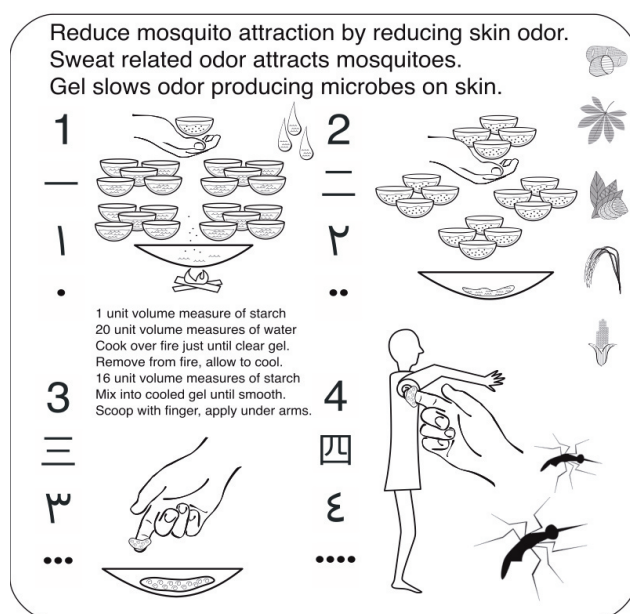 Reduce mosquito attraction by reducing skin odor.
Sweat related odor attracts mosquitoes.
Gel slows odor producing microbes on skin.
1
一
١
•
2
二
٢
••
1 unit volume measure of starch
20 unit volume measures of water
Cook over fire just until clear gel.
Remove from fire, allow to cool.
16 unit volume measures of starch
Mix into cooled gel until smooth.
Scoop with finger, apply under arms.
3
三
٣
•••
4
四
٤
••••